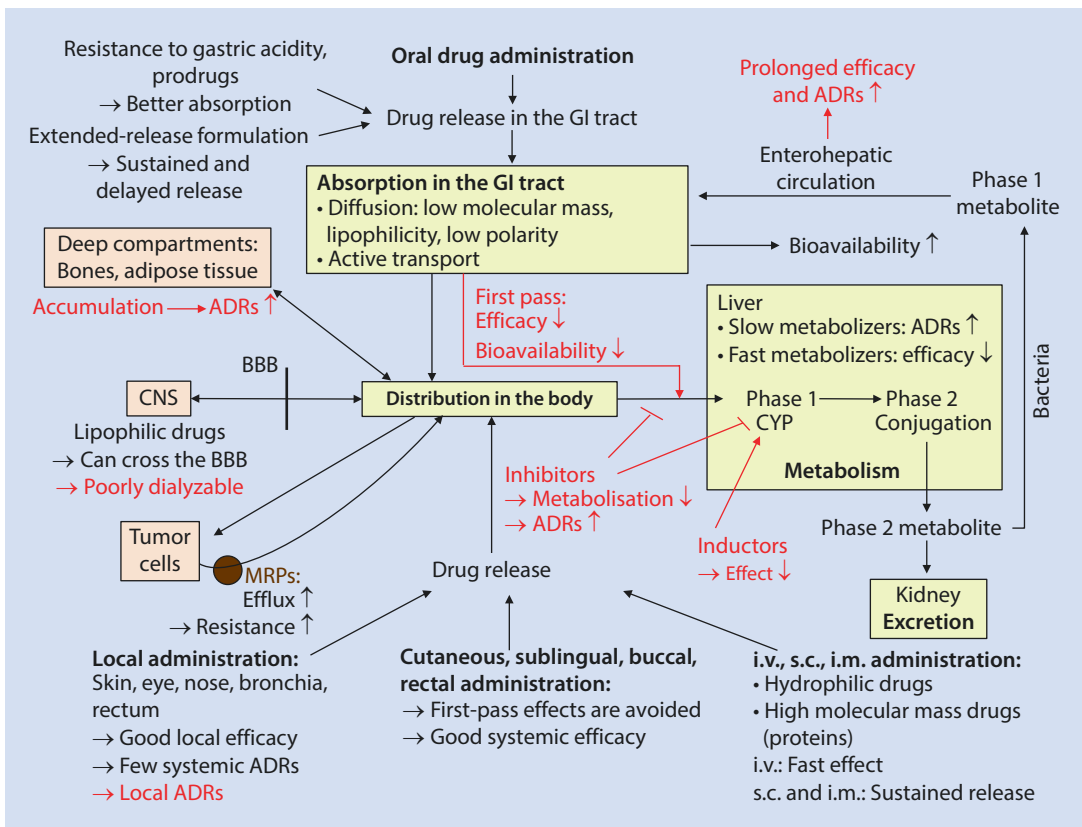 Resistance to gastric acidity,
prodrugs
→ Better absorption
Extended-release formulation
→ Sustained and
delayed release
Oral drug administration
Drug release in the GI tract
Prolonged efficacy
and ADRs ↑
Enterohepatic
circulation
Phase 1
metabolite
Absorption in the GI tract
• Diffusion: low molecular mass,
lipophilicity, low polarity
• Active transport
Bioavailability ↑
Deep compartments:
Bones, adipose tissue
Accumulation → ADRs ↑
First pass:
Efficacy ↓
Bioavailability ↓
Liver
• Slow metabolizers: ADRs ↑
• Fast metabolizers: efficacy ↓
Phase 1
CYP
Phase 2
Conjugation
Metabolism
Bacteria
BBB
CNS
Distribution in the body
Lipophilic drugs
→ Can cross the BBB
→ Poorly dialyzable
Inhibitors
→ Metabolisation ↓
→ ADRs ↑
Inductors
→ Effect ↓
Phase 2 metabolite
Tumor
cells
MRPs:
Efflux ↑
→ Resistance ↑
Drug release
Kidney
Excretion
Local administration:
Skin, eye, nose, bronchia,
rectum
→ Good local efficacy
→ Few systemic ADRs
→ Local ADRs
Cutaneous, sublingual, buccal,
rectal administration:
→ First-pass effects are avoided
→ Good systemic efficacy
i.v., s.c., i.m. administration:
• Hydrophilic drugs
• High molecular mass drugs
(proteins)
i.v.: Fast effect
s.c. and i.m.: Sustained release